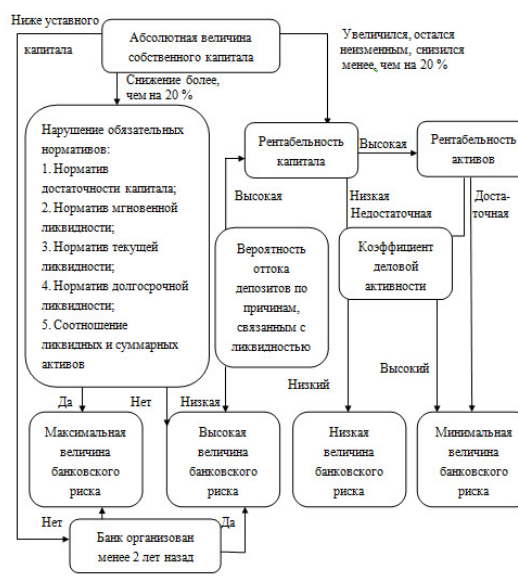 Ниже уставного
капитала
Абсолютная величина
собственного капитала
Увеличился, остался
неизменным, снизился
менее, чем на 20 %
Снижение более,
чем на 20 %
Нарушение обязательных
нормативов:
1. Норматив
достаточности капитала;
2. Норматив мгновенной
ликвидности;
3. Норматив текущей
ликвидности;
4. Норматив долгосрочной
ликвидности;
5. Соотношение
ликвидных и суммарных
активов
Рентабельность
капитала
Высокая
Рентабельность
активов
Высокая
Низкая
Недостаточная
Доста-
точная
Вероятность
оттока
депозитов по
причинам,
связанным с
ликвидностью
Коэффициент
деловой
активности
Да
Нет
Низкая
Низкий
Высокий
Максимальная
величина
банковского
риска
Высокая
величина
банковского
риска
Низкая
величина
банковского
риска
Минимальная
величина
банковского
риска
Нет
Да
Банк организован
менее 2 лет назад